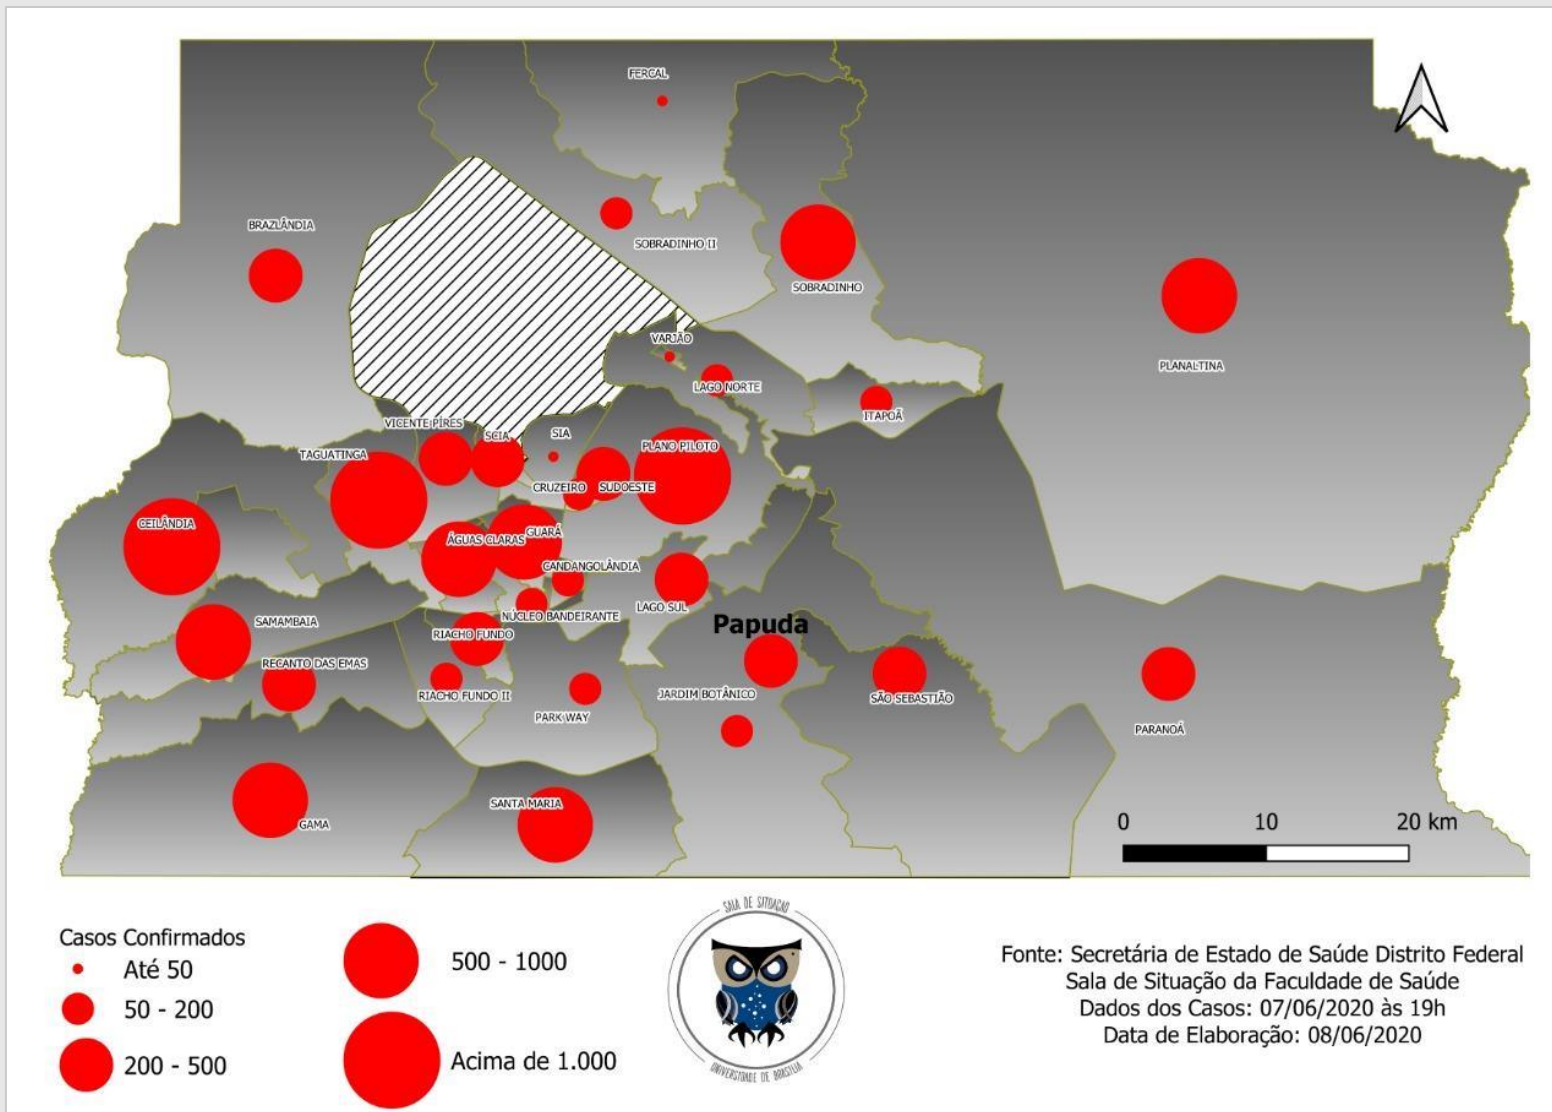 FERCAL
BRAZLÂNDIA
SOBRADINHO II
SOBRADINHO
VARJÃO
PLANALTINA
LAGO NORTE
ITAPOÃ
VICENTE PÍRES
SCIA
SIA
PLANO PILOTO
TAGUATINGA
CRUZEIRO
SUDOESTE
CEILÂNDIA
ÁGUAS CLARAS
GUARÁ
CANDANGOLÂNDIA
LAGO SUL
NÚCLEO BANDEIRANTE
SAMAMBAIA
Papuda
RIACHO FUNDO
RECANTO DAS EMAS
RIACHO FUNDO II
JARDIM BOTÂNICO
SÃO SEBASTIÃO
PARK WAY
PARANOÁ
SANTA MARIA
GAMA
0 10 20 km
Casos Confirmados
Até 50
50 - 200
200 - 500
500 - 1000
Acima de 1.000
SALA DE SITUAÇÃO
UNIVERSIDADE DE BRASÍLIA
Fonte: Secretária de Estado de Saúde Distrito Federal
Sala de Situação da Faculdade de Saúde
Dados dos Casos: 07/06/2020 às 19h
Data de Elaboração: 08/06/2020